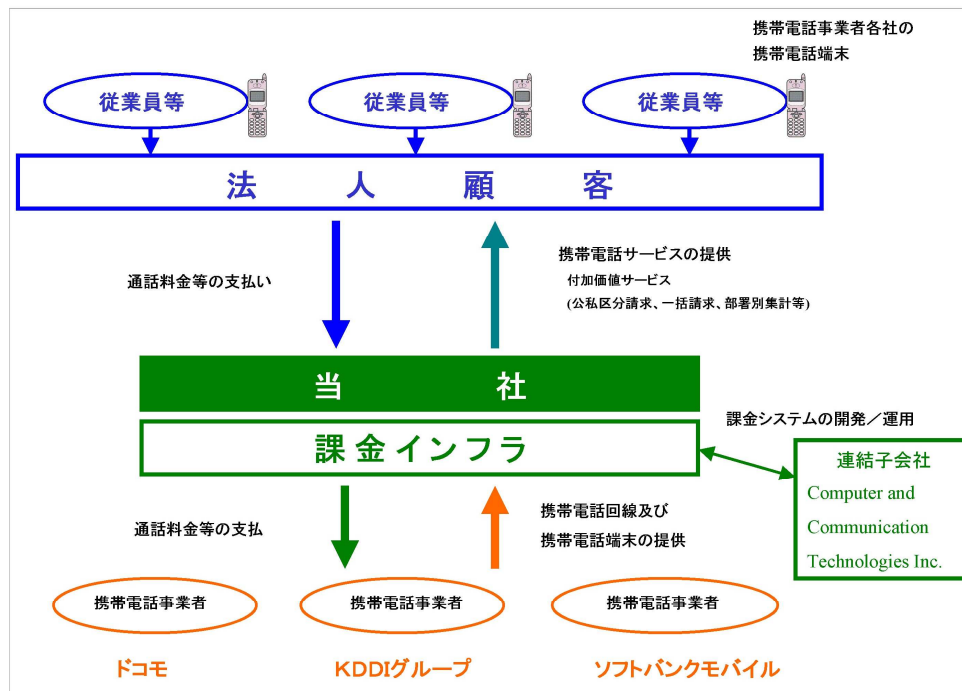 携帯電話事業者各社の
携帯電話端末
従業員等
従業員等
従業員等
法人顧客
通話料金等の支払い
携帯電話サービスの提供
付加価値サービス
(公私区分請求、一括請求、部署別集計等)
当社
課金インフラ
課金システムの開発／運用
連結子会社
Computer and
Communication
Technologies Inc.
通話料金等の支払
携帯電話回線及び
携帯電話端末の提供
携帯電話事業者
携帯電話事業者
携帯電話事業者
ドコモ
KDDIグループ
ソフトバンクモバイル